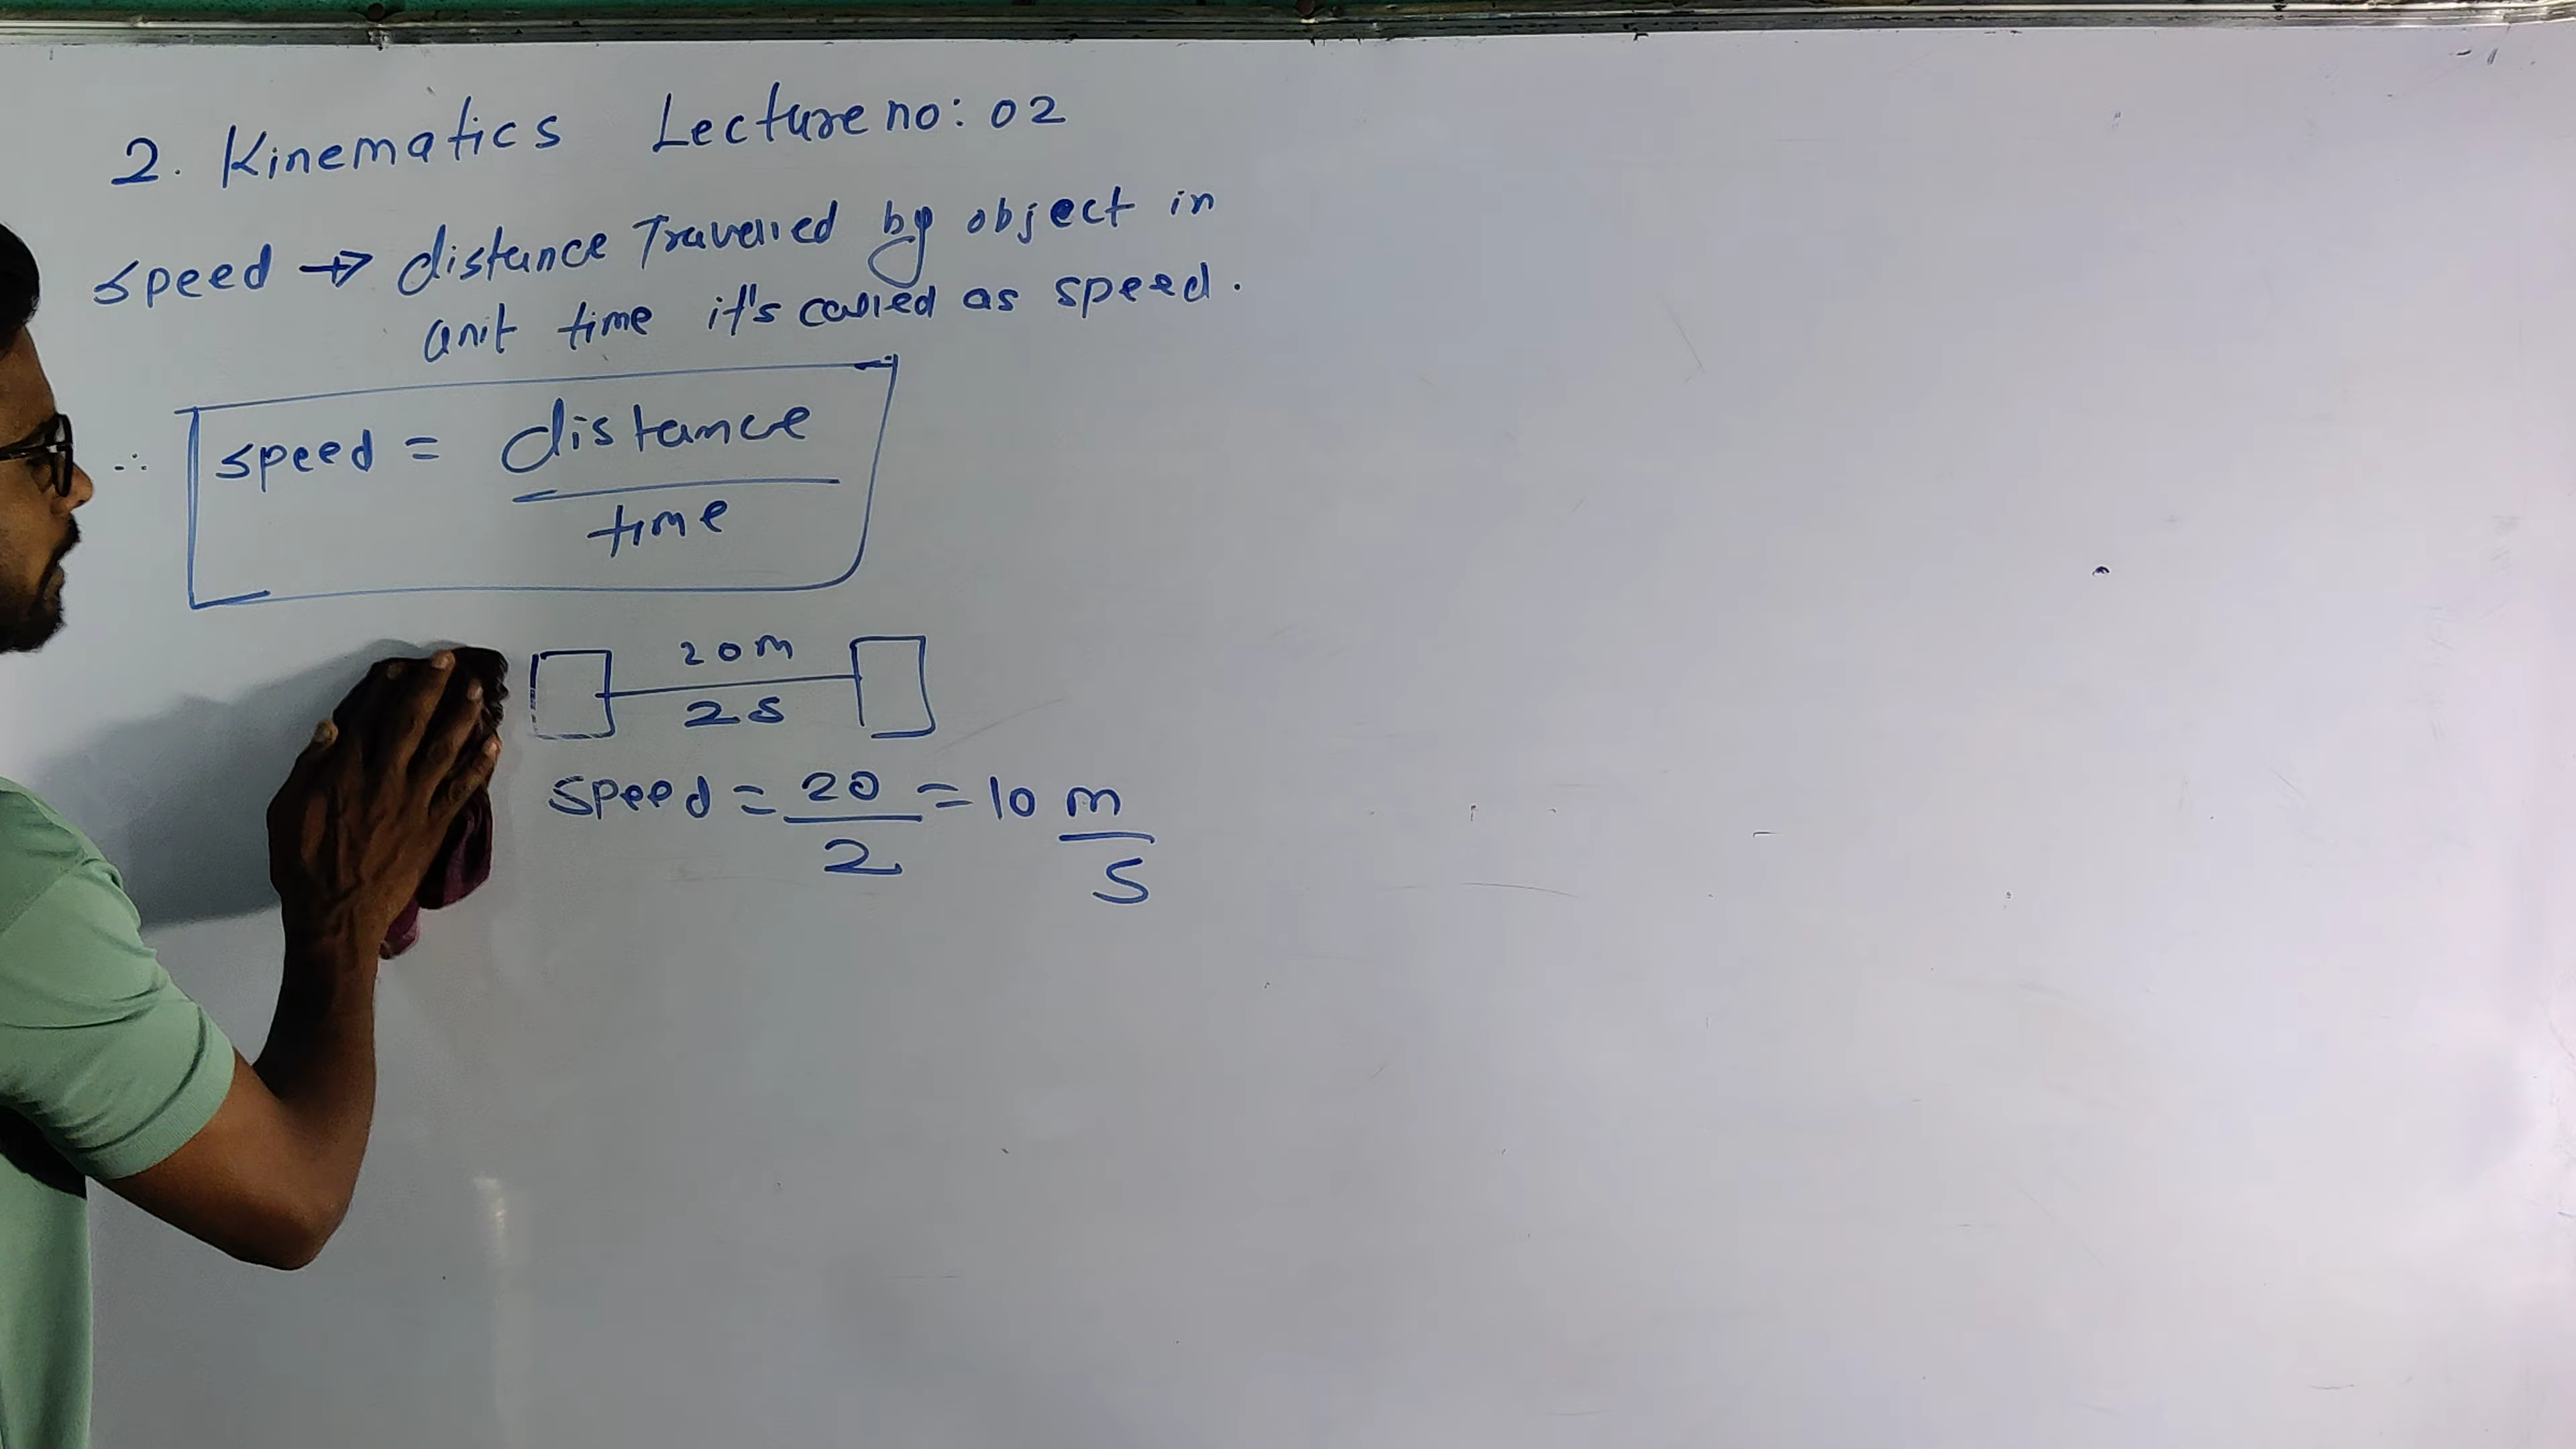 2. Kinematics Lecture no: 02
speed → distance Travelled by object in
unit time it's called as speed.
∴ speed = distance
time
20m
2s
speed = 20 = 10 m
2 s